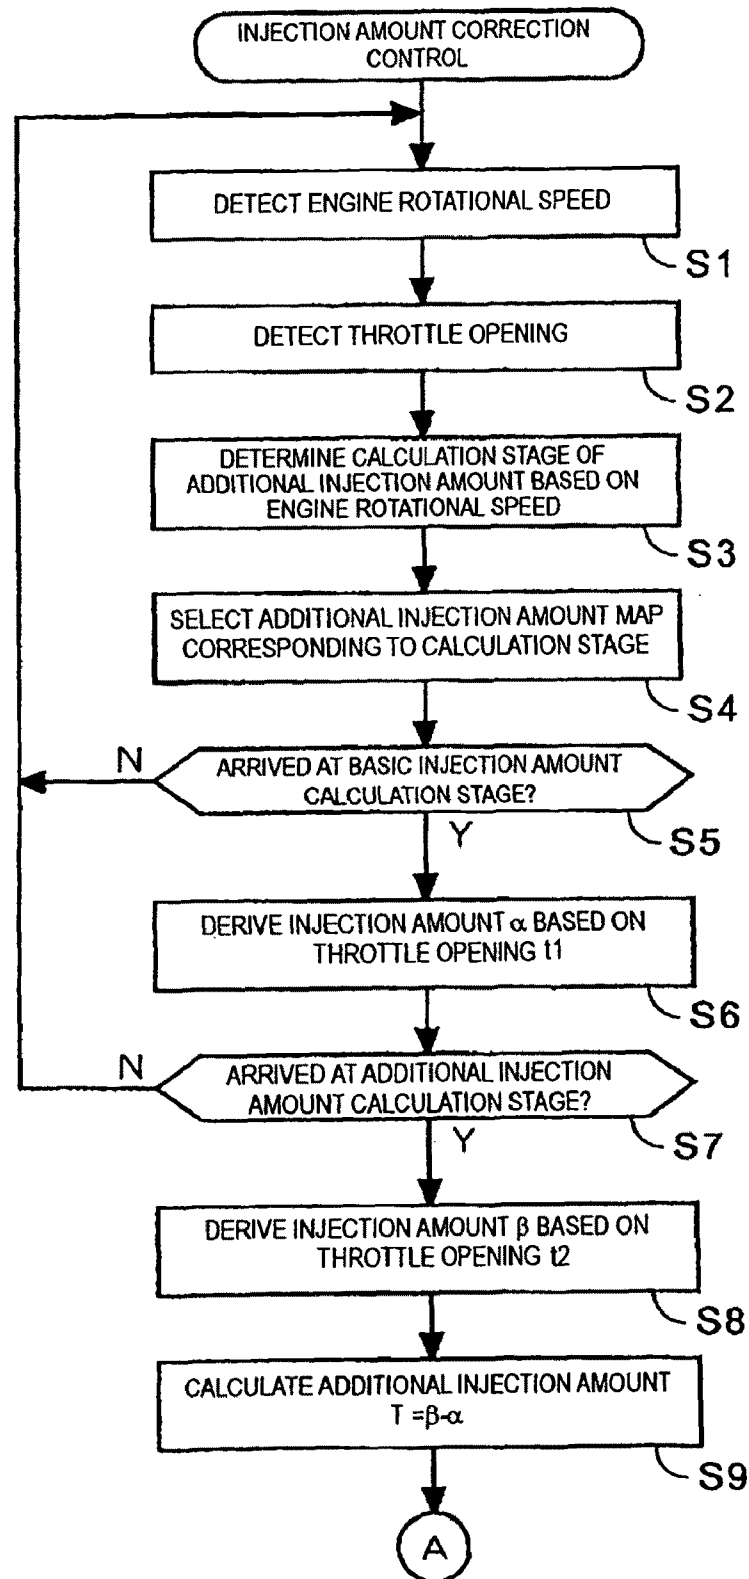 INJECTION AMOUNT CORRECTION
CONTROL
DETECT ENGINE ROTATIONAL SPEED
S1
DETECT THROTTLE OPENING
S2
DETERMINE CALCULATION STAGE OF
ADDITIONAL INJECTION AMOUNT BASED ON
ENGINE ROTATIONAL SPEED
S3
SELECT ADDITIONAL INJECTION AMOUNT MAP
CORRESPONDING TO CALCULATION STAGE
S4
N
ARRIVED AT BASIC INJECTION AMOUNT
CALCULATION STAGE?
S5
Y
DERIVE INJECTION AMOUNT α BASED ON
THROTTLE OPENING t1
S6
N
ARRIVED AT ADDITIONAL INJECTION
AMOUNT CALCULATION STAGE?
S7
Y
DERIVE INJECTION AMOUNT β BASED ON
THROTTLE OPENING t2
S8
CALCULATE ADDITIONAL INJECTION AMOUNT
T =β-α
S9
A